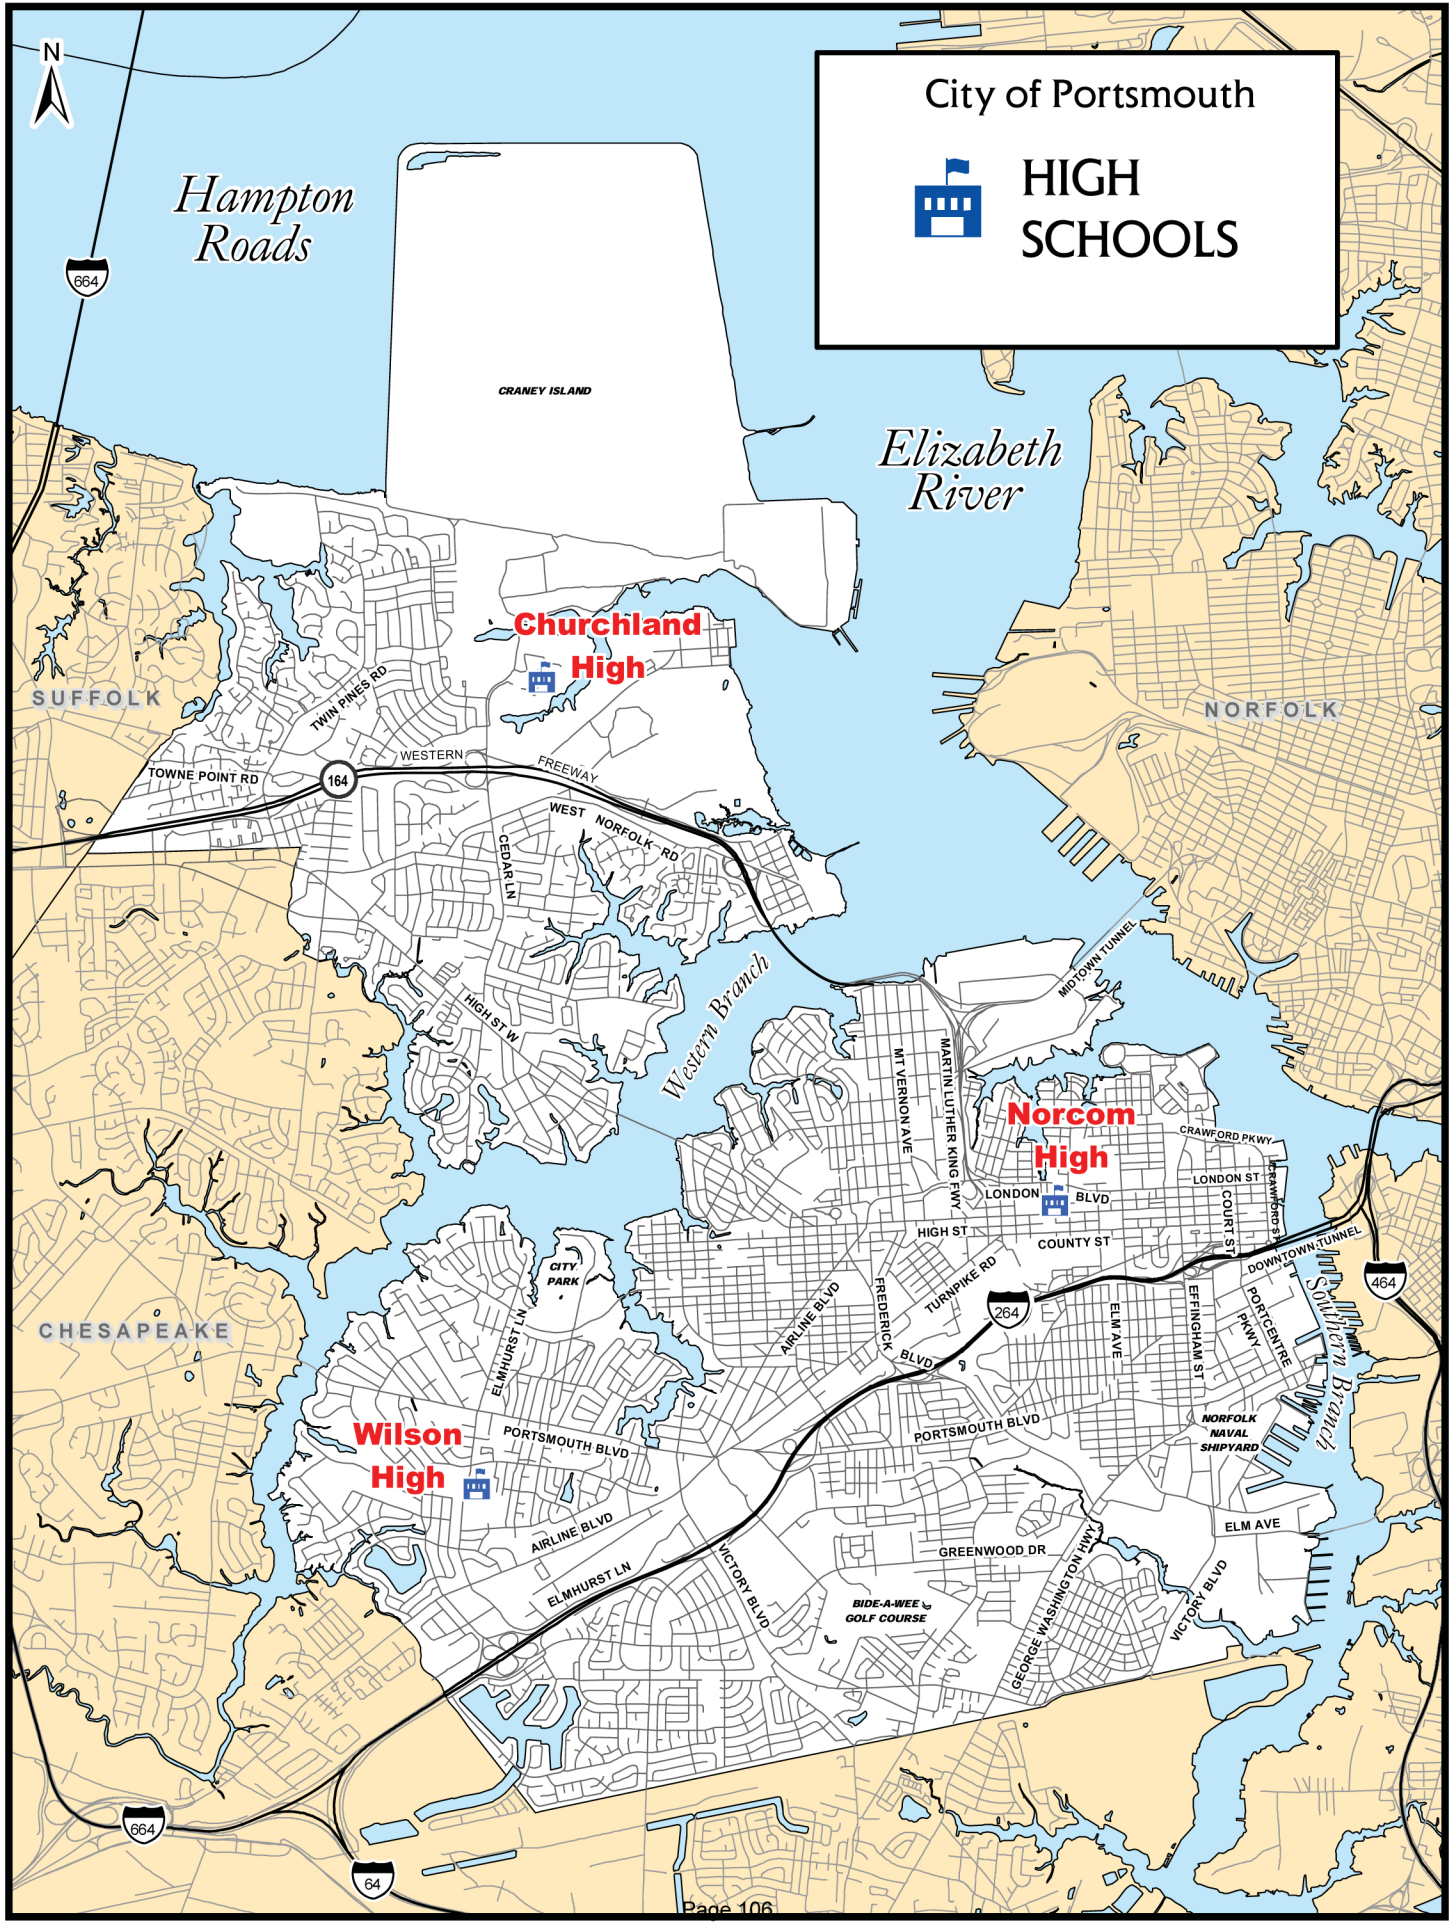 N
City of Portsmouth
HIGH
SCHOOLS
Hampton
Roads
664
CRANEY ISLAND
Elizabeth
River
Churchland
High
SUFFOLK
TWIN PINES RD
NORFOLK
WESTERN
FREEWAY
TOWNE POINT RD
164
WEST NORFOLK RD
CEDAR LN
MIDTOWN TUNNEL
HIGH ST W
Western Branch
MT VERNON AVE
MARTIN LUTHER KING FWY
Norcom
High
CRAWFORD PKWY
LONDON BLVD
LONDON ST
CRAWFORD ST
COURT ST
HIGH ST
COUNTY ST
DOWNTOWN TUNNEL
CITY
PARK
TURNPIKE RD
464
264
Southern Branch
AIRLINE BLVD
FREDERICK
BLVD
ELM AVE
EFFINGHAM ST
PORTCENTRE
PKWY
CHESAPEAKE
ELMHURST LN
Wilson
High
PORTSMOUTH BLVD
PORTSMOUTH BLVD
NORFOLK
NAVAL
SHIPYARD
AIRLINE BLVD
ELM AVE
GREENWOOD DR
GEORGE WASHINGTON HWY
VICTORY BLVD
ELMHURST LN
VICTORY BLVD
BIDE-A-WEE
GOLF COURSE
664
64
Page 106